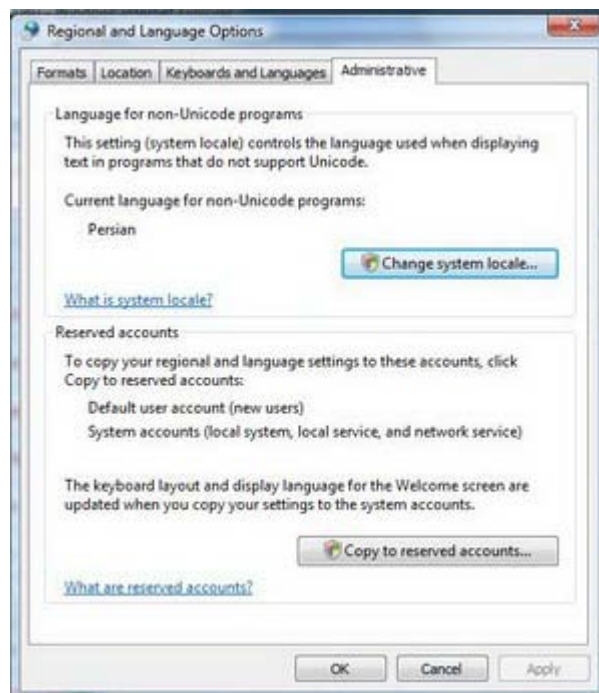 Regional and Language Options
Formats Location Keyboards and Languages Administrative
Language for non-Unicode programs
This setting (system locale) controls the language used when displaying
text in programs that do not support Unicode.
Current language for non-Unicode programs:
Persian
Change system locale...
What is system locale?
Reserved accounts
To copy your regional and language settings to these accounts, click
Copy to reserved accounts:
Default user account (new users)
System accounts (local system, local service, and network service)
The keyboard layout and display language for the Welcome screen are
updated when you copy your settings to the system accounts.
Copy to reserved accounts...
What are reserved accounts?
OK Cancel Apply